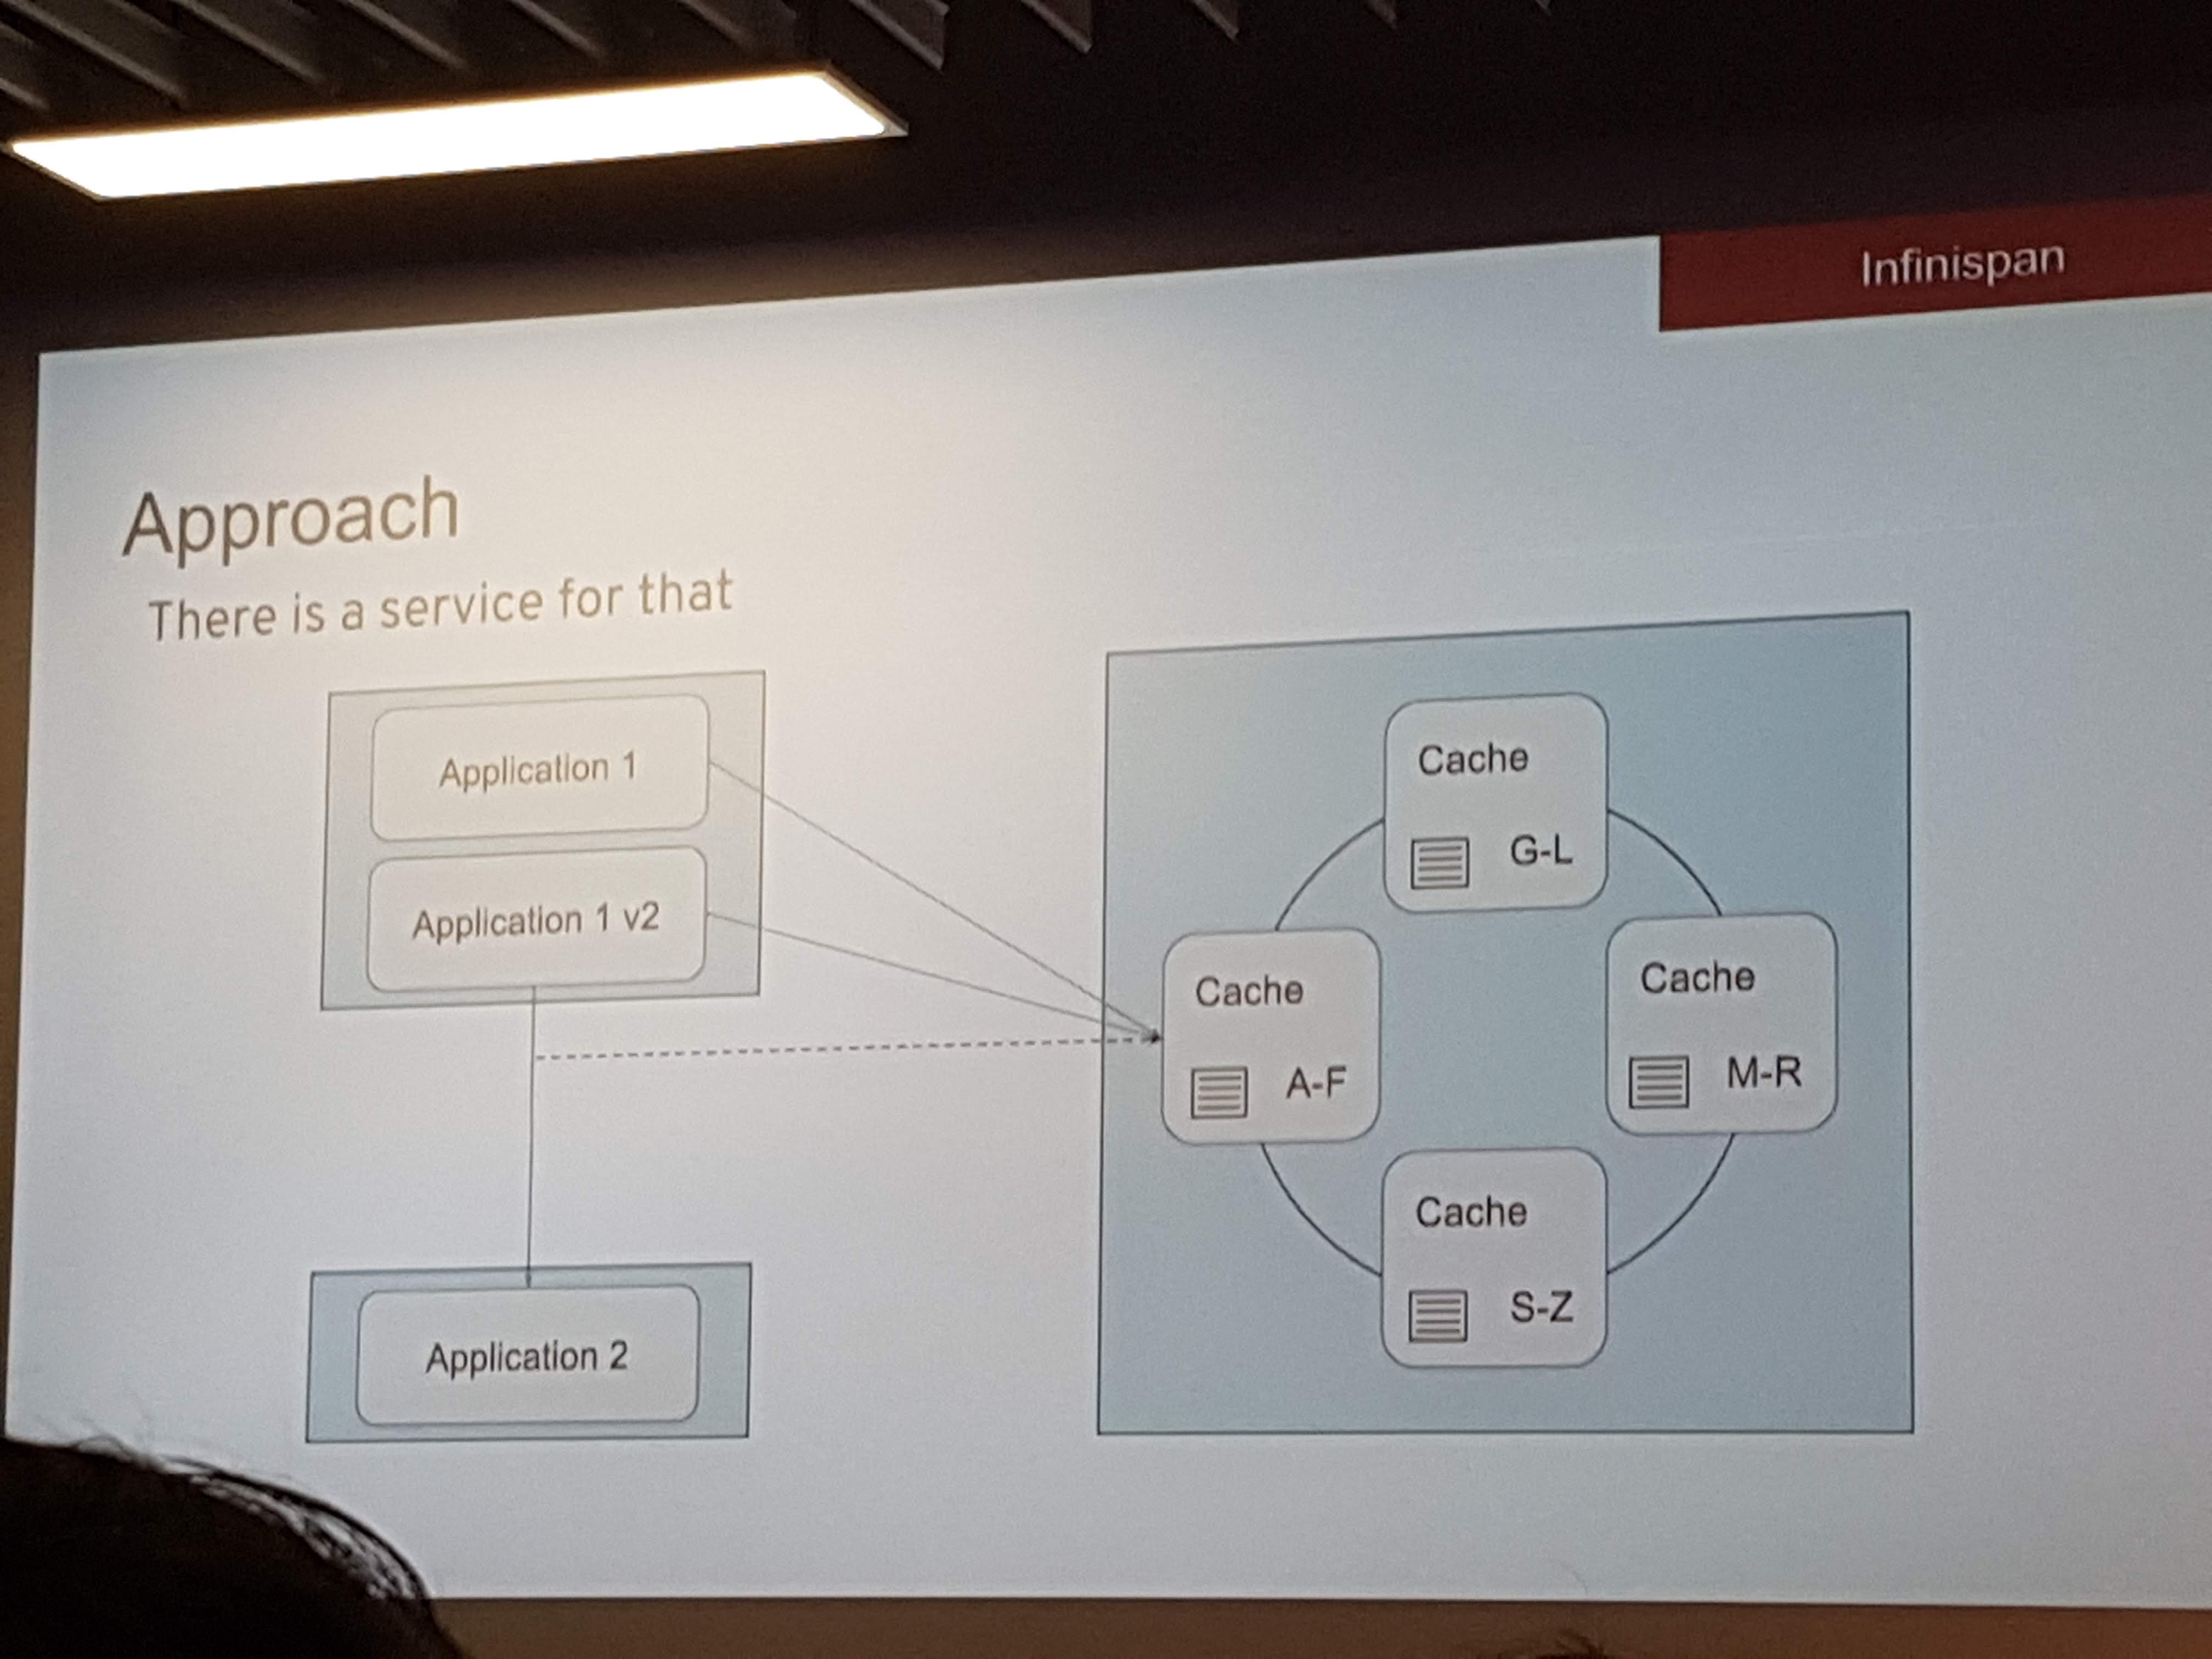 Infinispan
Approach
There is a service for that
Application 1
Application 1 v2
Application 2
Cache
G-L
Cache
A-F
Cache
M-R
Cache
S-Z